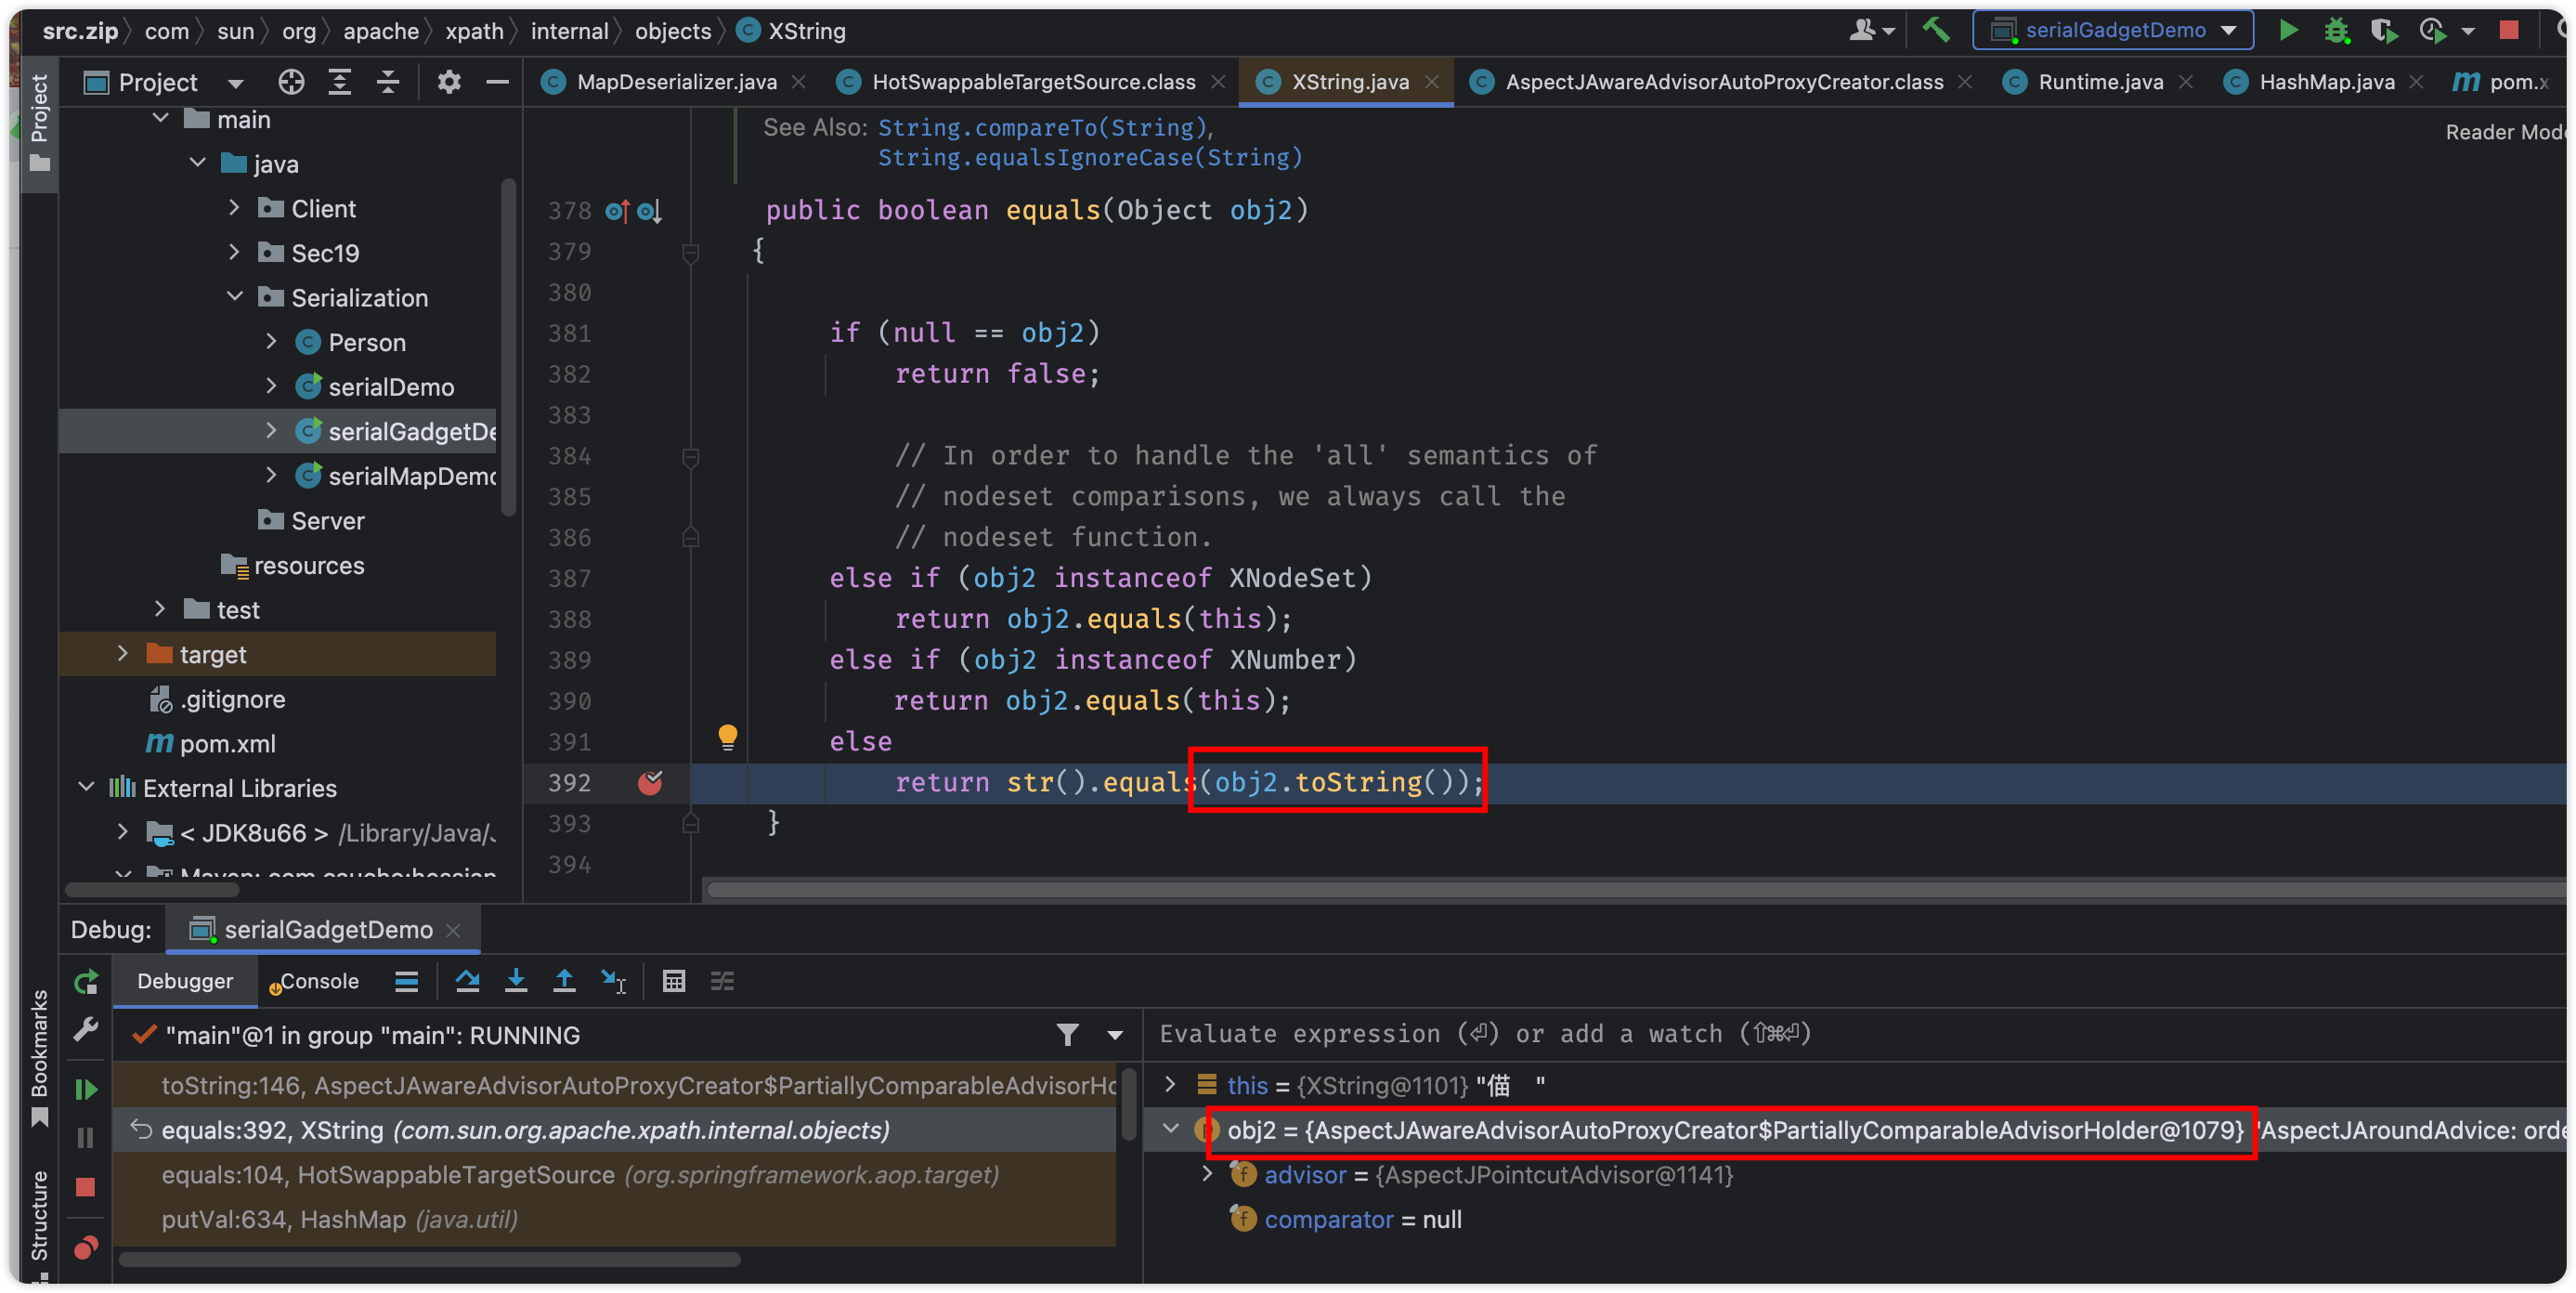 src.zip com sun org apache xpath internal objects XString
serialGadgetDemo
Project
Project
MapDeserializer.java
HotSwappableTargetSource.class
XString.java
AspectJAwareAdvisorAutoProxyCreator.class
Runtime.java
HashMap.java
pom.x
main
java
Client
Sec19
Serialization
Person
serialDemo
serialGadgetDe
serialMapDemo
Server
resources
test
target
.gitignore
pom.xml
External Libraries
< JDK8u66 > /Library/Java/J
Maven: com.caucho:hessian
Reader Mode
See Also: String.compareTo(String),
String.equalsIgnoreCase(String)
378 public boolean equals(Object obj2)
379 {
380
381 if (null == obj2)
382 return false;
383
384 // In order to handle the 'all' semantics of
385 // nodeset comparisons, we always call the
386 // nodeset function.
387 else if (obj2 instanceof XNodeSet)
388 return obj2.equals(this);
389 else if (obj2 instanceof XNumber)
390 return obj2.equals(this);
391 else
392 return str().equals(obj2.toString());
393 }
394
Debug: serialGadgetDemo
Debugger Console
"main"@1 in group "main": RUNNING
toString:146, AspectJAwareAdvisorAutoProxyCreator$PartiallyComparableAdvisorHo
equals:392, XString (com.sun.org.apache.xpath.internal.objects)
equals:104, HotSwappableTargetSource (org.springframework.aop.target)
putVal:634, HashMap (java.util)
Evaluate expression (⏎) or add a watch (⇧⌘⏎)
this = {XString@1101} "
obj2 = {AspectJAwareAdvisorAutoProxyCreator$PartiallyComparableAdvisorHolder@1079} "AspectJAroundAdvice: orde
advisor = {AspectJPointcutAdvisor@1141}
comparator = null
Bookmarks
Structure